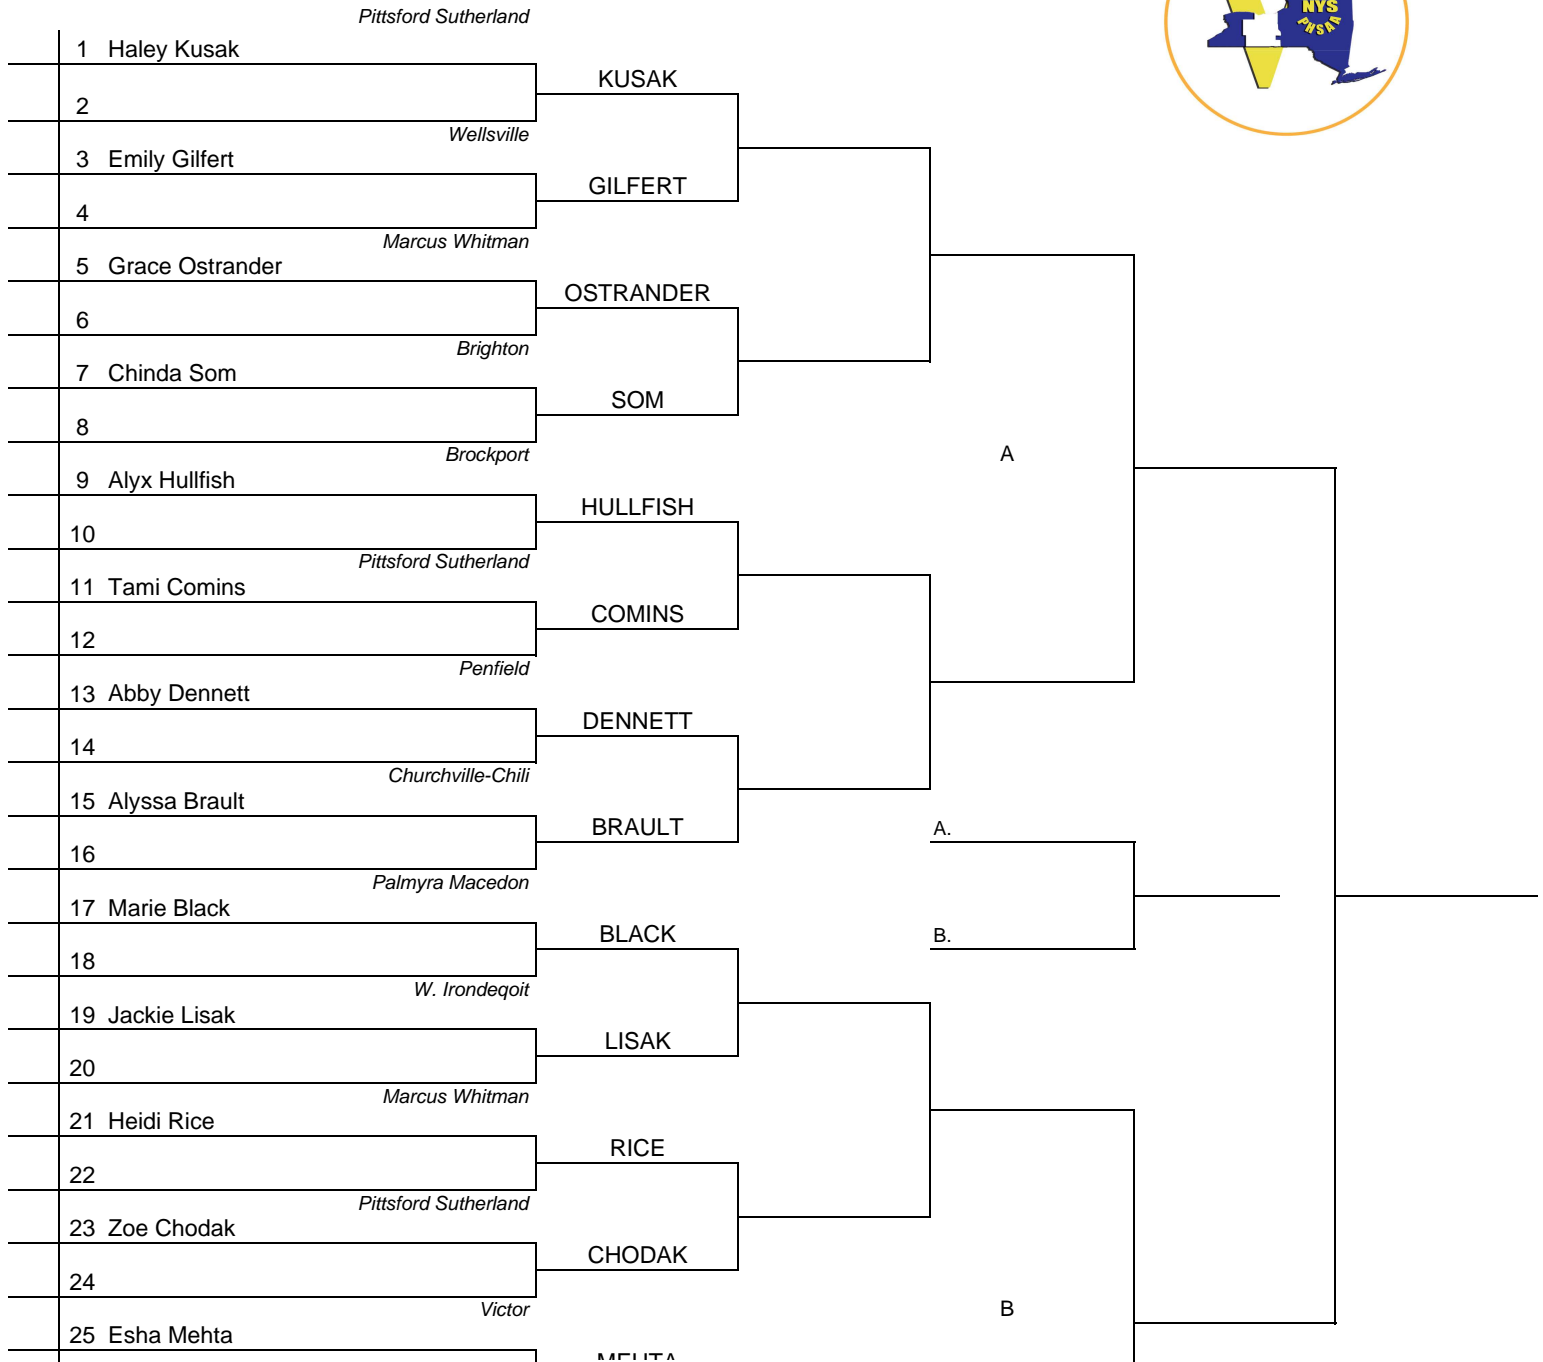 NYS
PHSAA
Pittsford Sutherland
1 Haley Kusak
KUSAK
2
Wellsville
3 Emily Gilfert
GILFERT
4
Marcus Whitman
5 Grace Ostrander
OSTRANDER
6
Brighton
7 Chinda Som
SOM
8
Brockport
A
9 Alyx Hullfish
HULLFISH
10
Pittsford Sutherland
11 Tami Comins
COMINS
12
Penfield
13 Abby Dennett
DENNETT
14
Churchville-Chili
15 Alyssa Brault
BRAULT
A.
16
Palmyra Macedon
17 Marie Black
BLACK
B.
18
W. Irondeqoit
19 Jackie Lisak
LISAK
20
Marcus Whitman
21 Heidi Rice
RICE
22
Pittsford Sutherland
23 Zoe Chodak
CHODAK
24
Victor
B
25 Esha Mehta
MEHTA